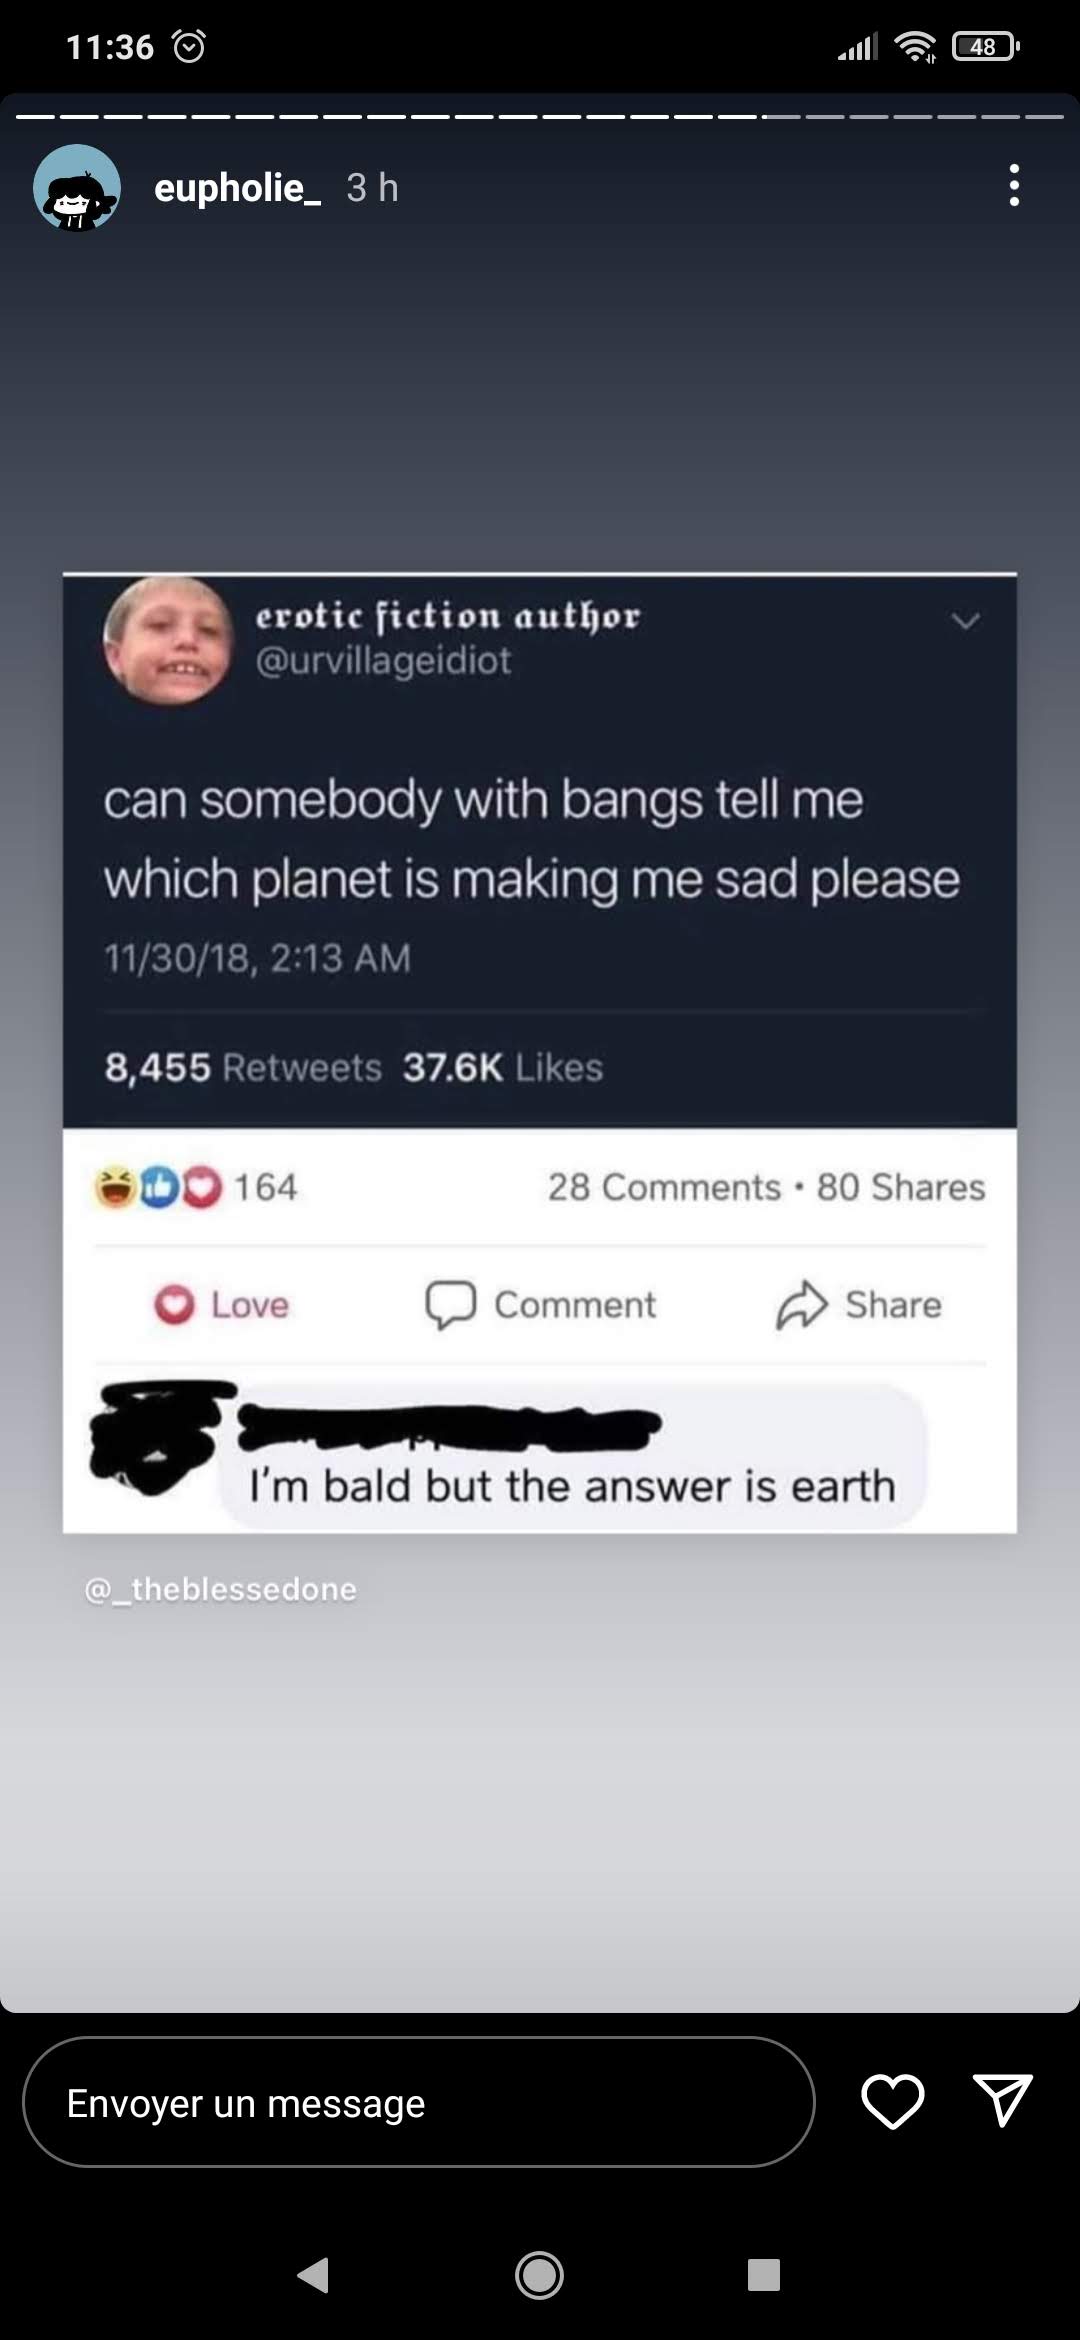 11:36
48
eupholie_ 3 h
erotic fiction author
@urvillageidiot
can somebody with bangs tell me
which planet is making me sad please
11/30/18, 2:13 AM
8,455 Retweets 37.6K Likes
164 28 Comments • 80 Shares
Love Comment Share
I'm bald but the answer is earth
@_theblessedone
Envoyer un message